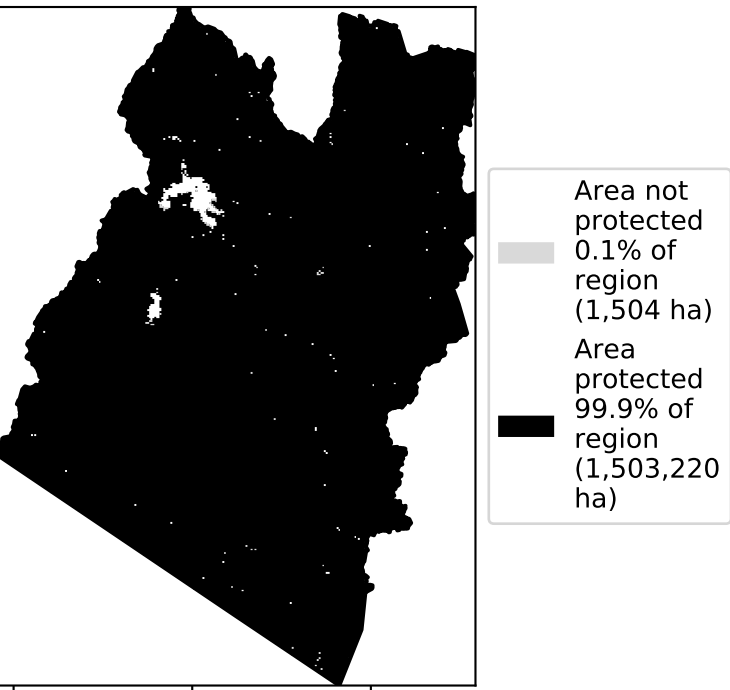 Area not
protected
0.1% of
region
(1,504 ha)
Area
protected
99.9% of
region
(1,503,220
ha)